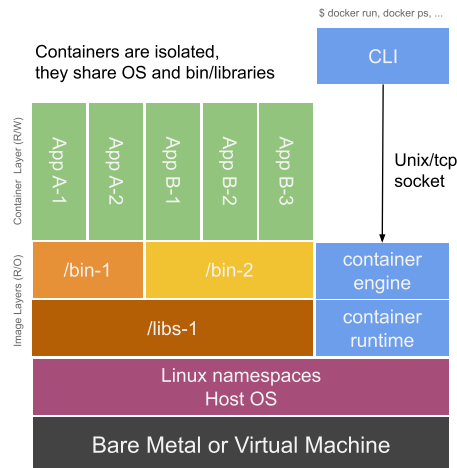 $ docker run, docker ps, ...
Containers are isolated,
they share OS and bin/libraries
CLI
Unix/tcp
socket
Container Layer (R/W)
App A-1
App A-2
App B-1
App B-2
App B-3
Image Layers (R/O)
/bin-1
/bin-2
container
engine
/libs-1
container
runtime
Linux namespaces
Host OS
Bare Metal or Virtual Machine